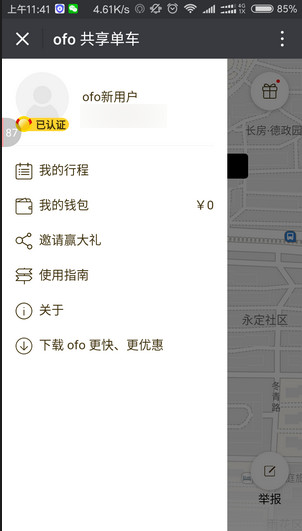 上午11:41
4.61K/s
4G
1X
85%
ofo 共享单车
ofo新用户
已认证
87
长房·德政园
我的行程
我的钱包 ￥0
邀请赢大礼
使用指南
永定社区
关于
下载 ofo 更快、更优惠
冬青路
举报